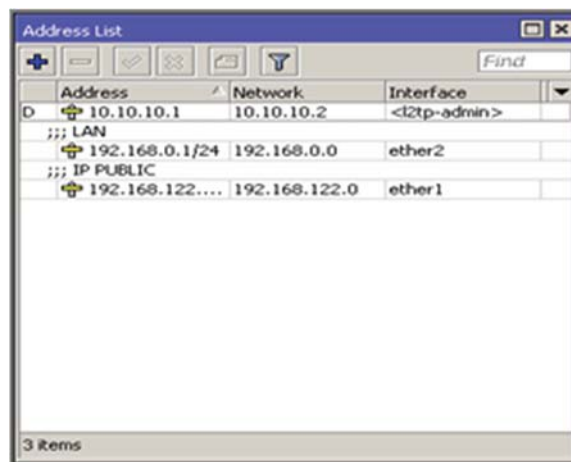 Address List
Find
Address Network Interface
D 10.10.10.1 10.10.10.2 <l2tp-admin>
;;; LAN
192.168.0.1/24 192.168.0.0 ether2
;;; IP PUBLIC
192.168.122.... 192.168.122.0 ether1
3 items